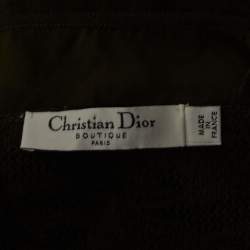 Christian Dior
BOUTIQUE
PARIS
MADE
IN
FRANCE